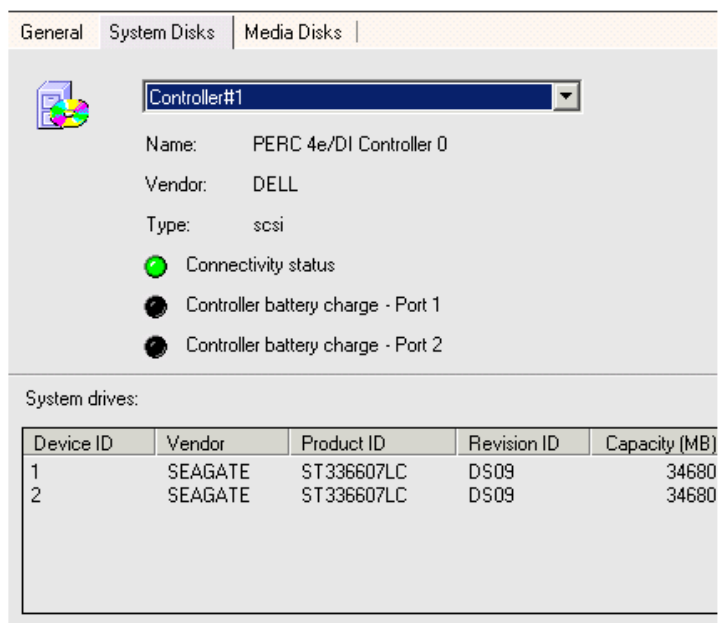 General System Disks Media Disks
Controller#1
Name: PERC 4e/DI Controller 0
Vendor: DELL
Type: scsi
Connectivity status
Controller battery charge - Port 1
Controller battery charge - Port 2
System drives:
Device ID Vendor Product ID Revision ID Capacity (MB)
1 SEAGATE ST336607LC DS09 34680
2 SEAGATE ST336607LC DS09 34680